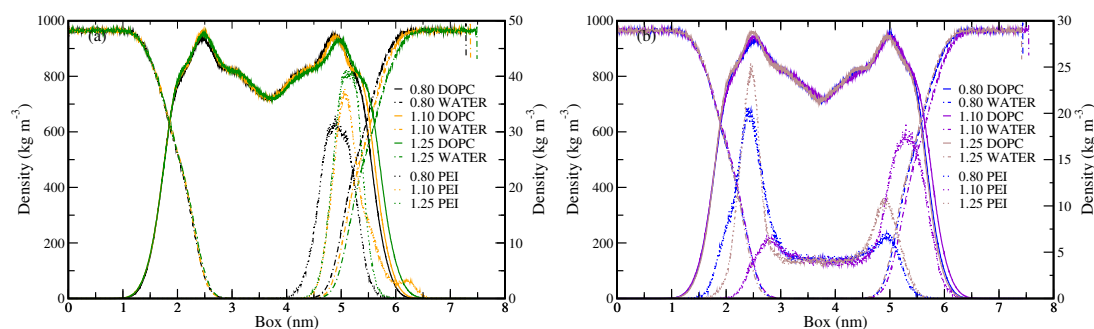 (a)
Density (kg m⁻³)
1000
800
600
400
200
0
0 1 2 3 4 5 6 7 8
Box (nm)
50
40
30
20
10
0
Density (kg m⁻³)
0.80 DOPC
0.80 WATER
1.10 DOPC
1.10 WATER
1.25 DOPC
1.25 WATER
0.80 PEI
1.10 PEI
1.25 PEI
(b)
Density (kg m⁻³)
1000
800
600
400
200
0
0 1 2 3 4 5 6 7 8
Box (nm)
30
25
20
15
10
5
0
Density (kg m⁻³)
0.80 DOPC
0.80 WATER
1.10 DOPC
1.10 WATER
1.25 DOPC
1.25 WATER
0.80 PEI
1.10 PEI
1.25 PEI